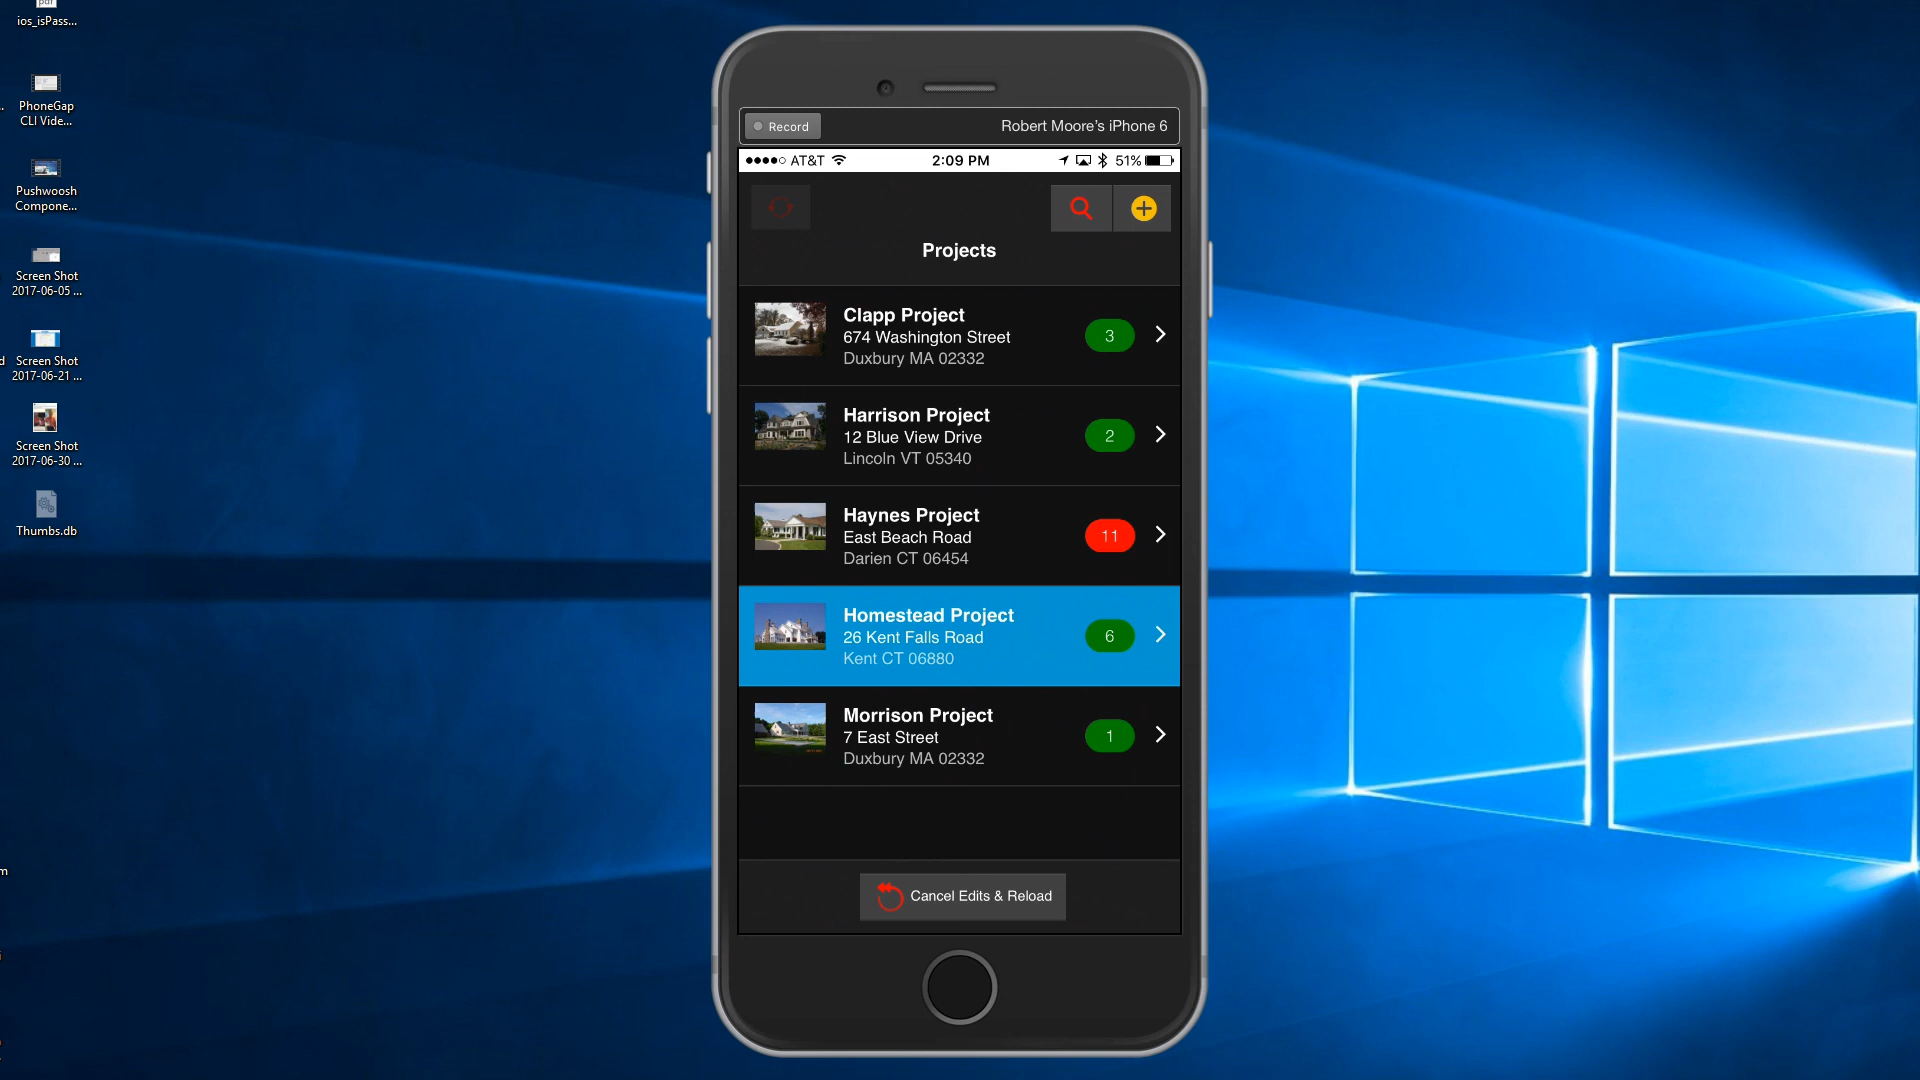 ios_isPass...
PhoneGap
CLI Vide...
Pushwoosh
Compone...
Screen Shot
2017-06-05 ...
Screen Shot
2017-06-21 ...
Screen Shot
2017-06-30 ...
Thumbs.db
Record
Robert Moore's iPhone 6
AT&T
2:09 PM
51%
Projects
Clapp Project
674 Washington Street
Duxbury MA 02332
3
Harrison Project
12 Blue View Drive
Lincoln VT 05340
2
Haynes Project
East Beach Road
Darien CT 06454
11
Homestead Project
26 Kent Falls Road
Kent CT 06880
6
Morrison Project
7 East Street
Duxbury MA 02332
1
Cancel Edits & Reload